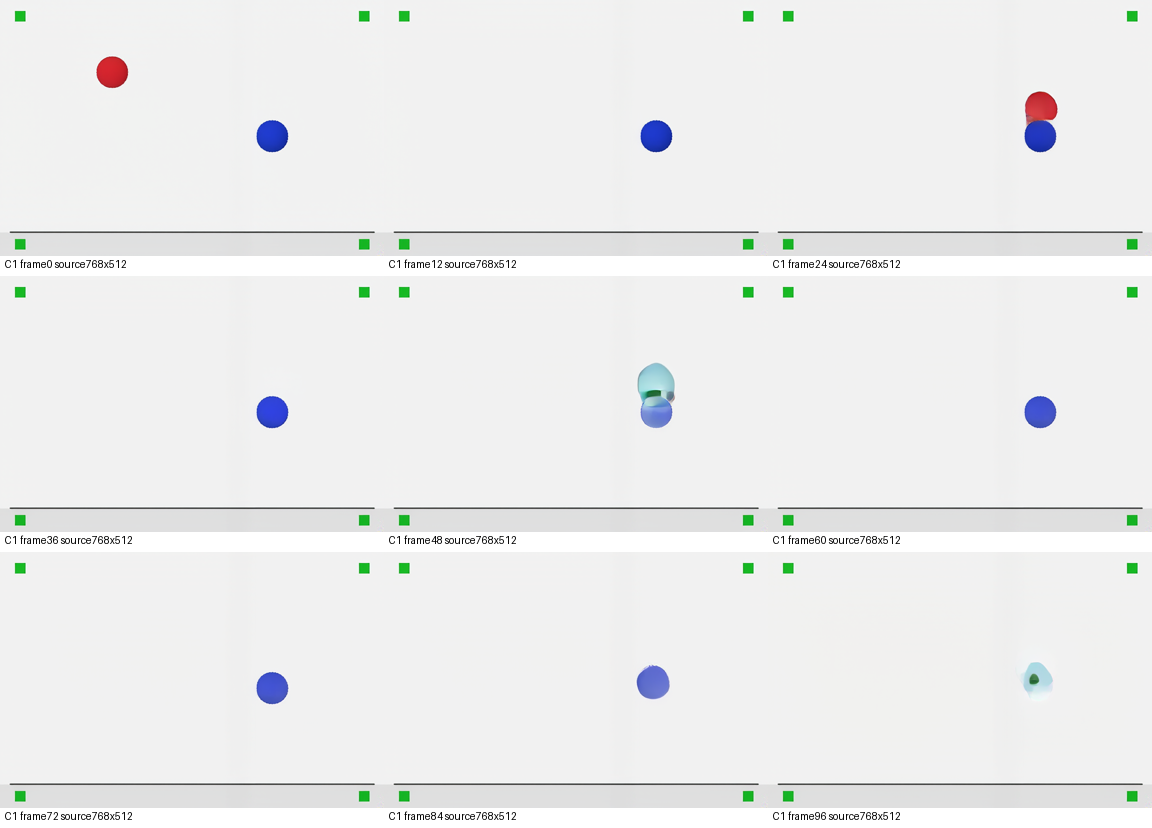 C1 frame0 source768x512
C1 frame12 source768x512
C1 frame24 source768x512
C1 frame36 source768x512
C1 frame48 source768x512
C1 frame60 source768x512
C1 frame72 source768x512
C1 frame84 source768x512
C1 frame96 source768x512